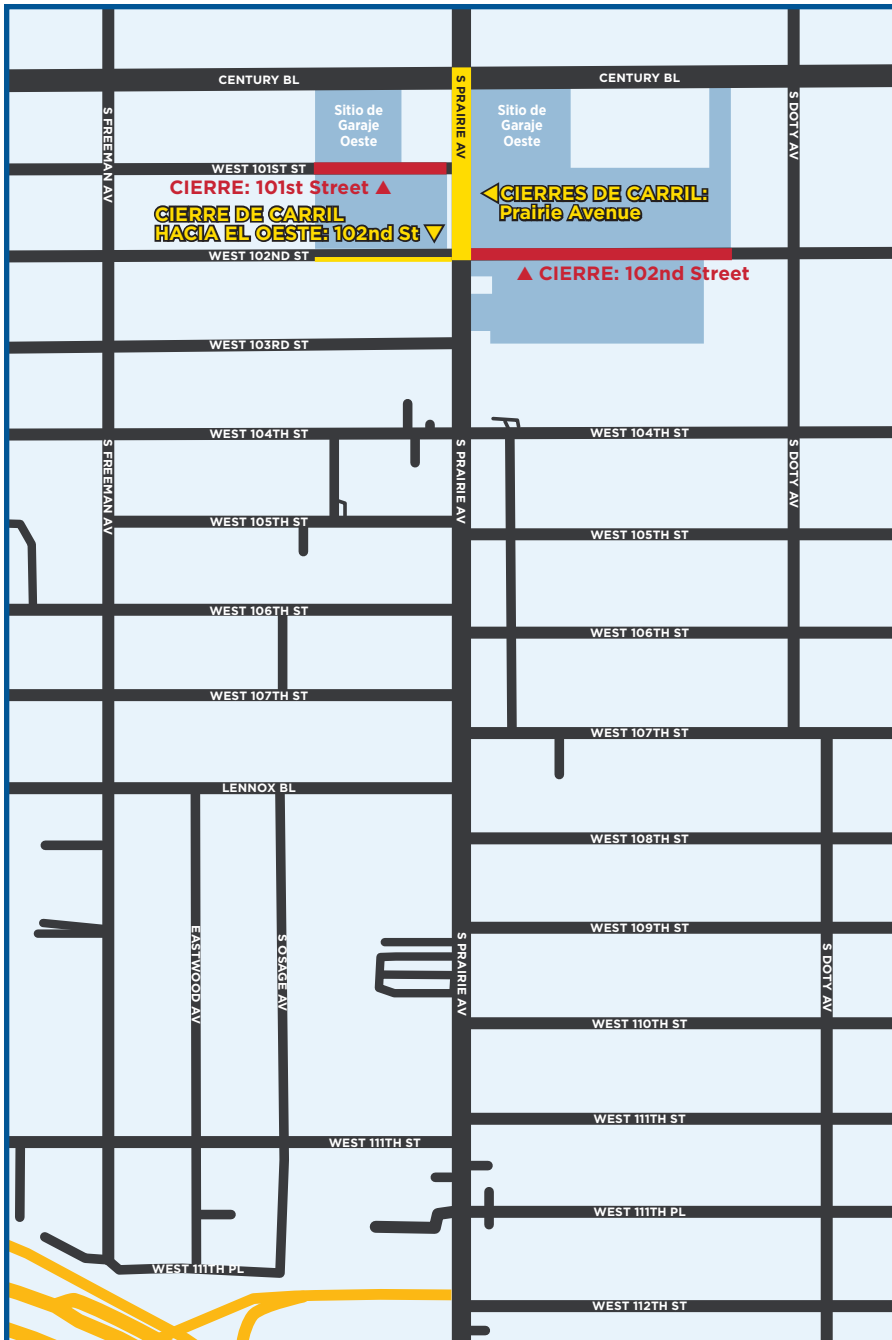 CENTURY BL
CENTURY BL
S PRAIRIE AV
S FREEMAN AV
S DOTY AV
Sitio de
Garaje
Oeste
Sitio de
Garaje
Oeste
WEST 101ST ST
CIERRE: 101st Street ▲
◀CIERRES DE CARRIL:
Prairie Avenue
CIERRE DE CARRIL
HACIA EL OESTE: 102nd St ▼
WEST 102ND ST
▲ CIERRE: 102nd Street
WEST 103RD ST
WEST 104TH ST
WEST 104TH ST
S FREEMAN AV
S PRAIRIE AV
S DOTY AV
WEST 105TH ST
WEST 105TH ST
WEST 106TH ST
WEST 106TH ST
WEST 107TH ST
WEST 107TH ST
LENNOX BL
WEST 108TH ST
WEST 109TH ST
EASTWOOD AV
S OSAGE AV
S PRAIRIE AV
S DOTY AV
WEST 110TH ST
WEST 111TH ST
WEST 111TH ST
WEST 111TH PL
WEST 111TH PL
WEST 112TH ST